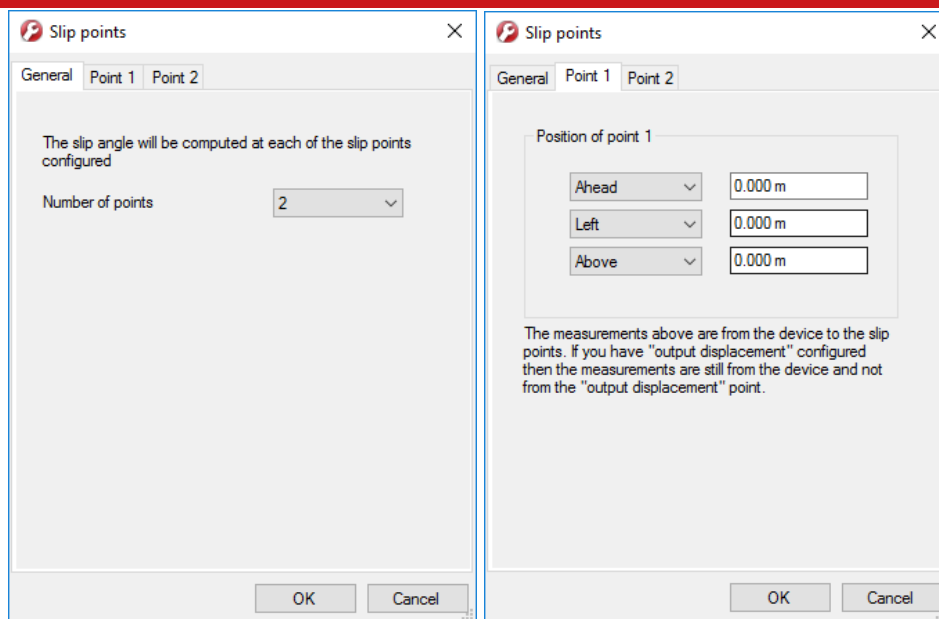 Slip points
General Point 1 Point 2
The slip angle will be computed at each of the slip points
configured
Number of points 2
OK Cancel
Slip points
General Point 1 Point 2
Position of point 1
Ahead 0.000 m
Left 0.000 m
Above 0.000 m
The measurements above are from the device to the slip
points. If you have "output displacement" configured
then the measurements are still from the device and not
from the "output displacement" point.
OK Cancel